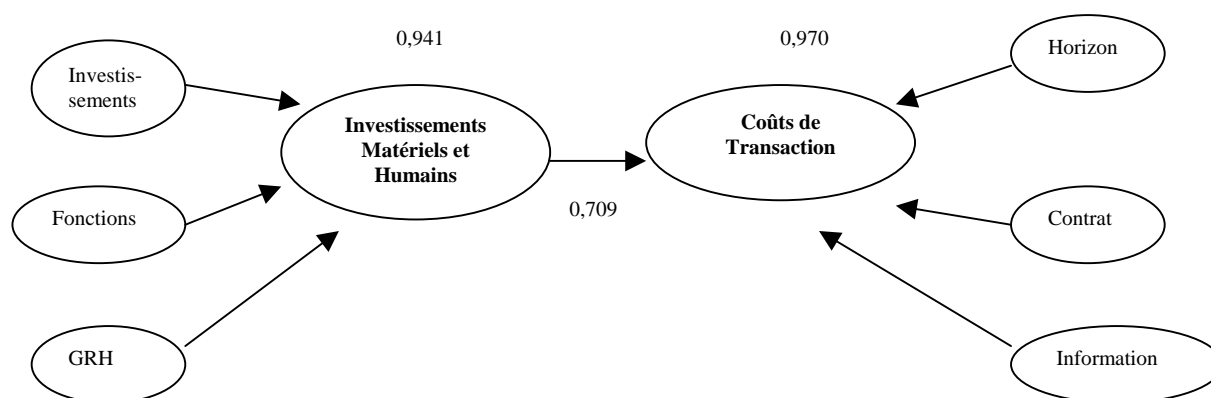 0,941
0,970
Horizon
Investis-
sements
Investissements
Matériels et
Humains
Coûts de
Transaction
0,709
Fonctions
Contrat
GRH
Information